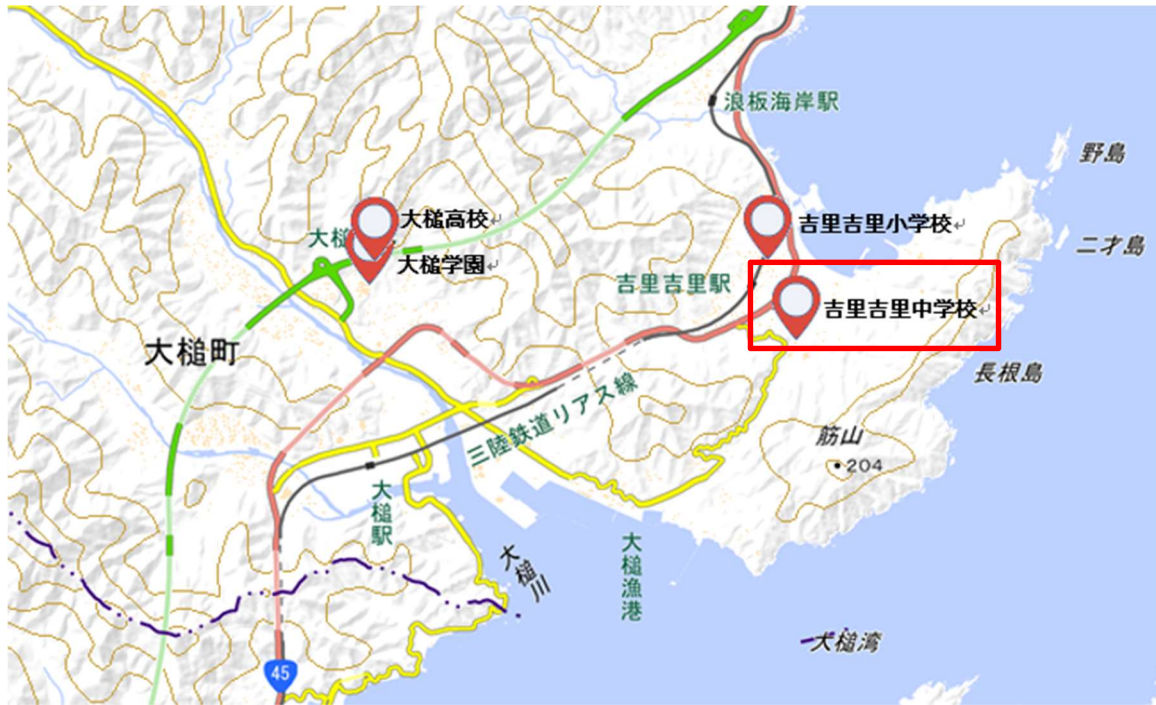 浪板海岸駅
野島
大槌高校↵
吉里吉里小学校↵
大槌
二才島
大槌学園↵
吉里吉里駅
吉里吉里中学校↵
大槌町
長根島
三陸鉄道リアス線
筋山
204
大槌駅
大槌川
大槌漁港
大槌湾
45